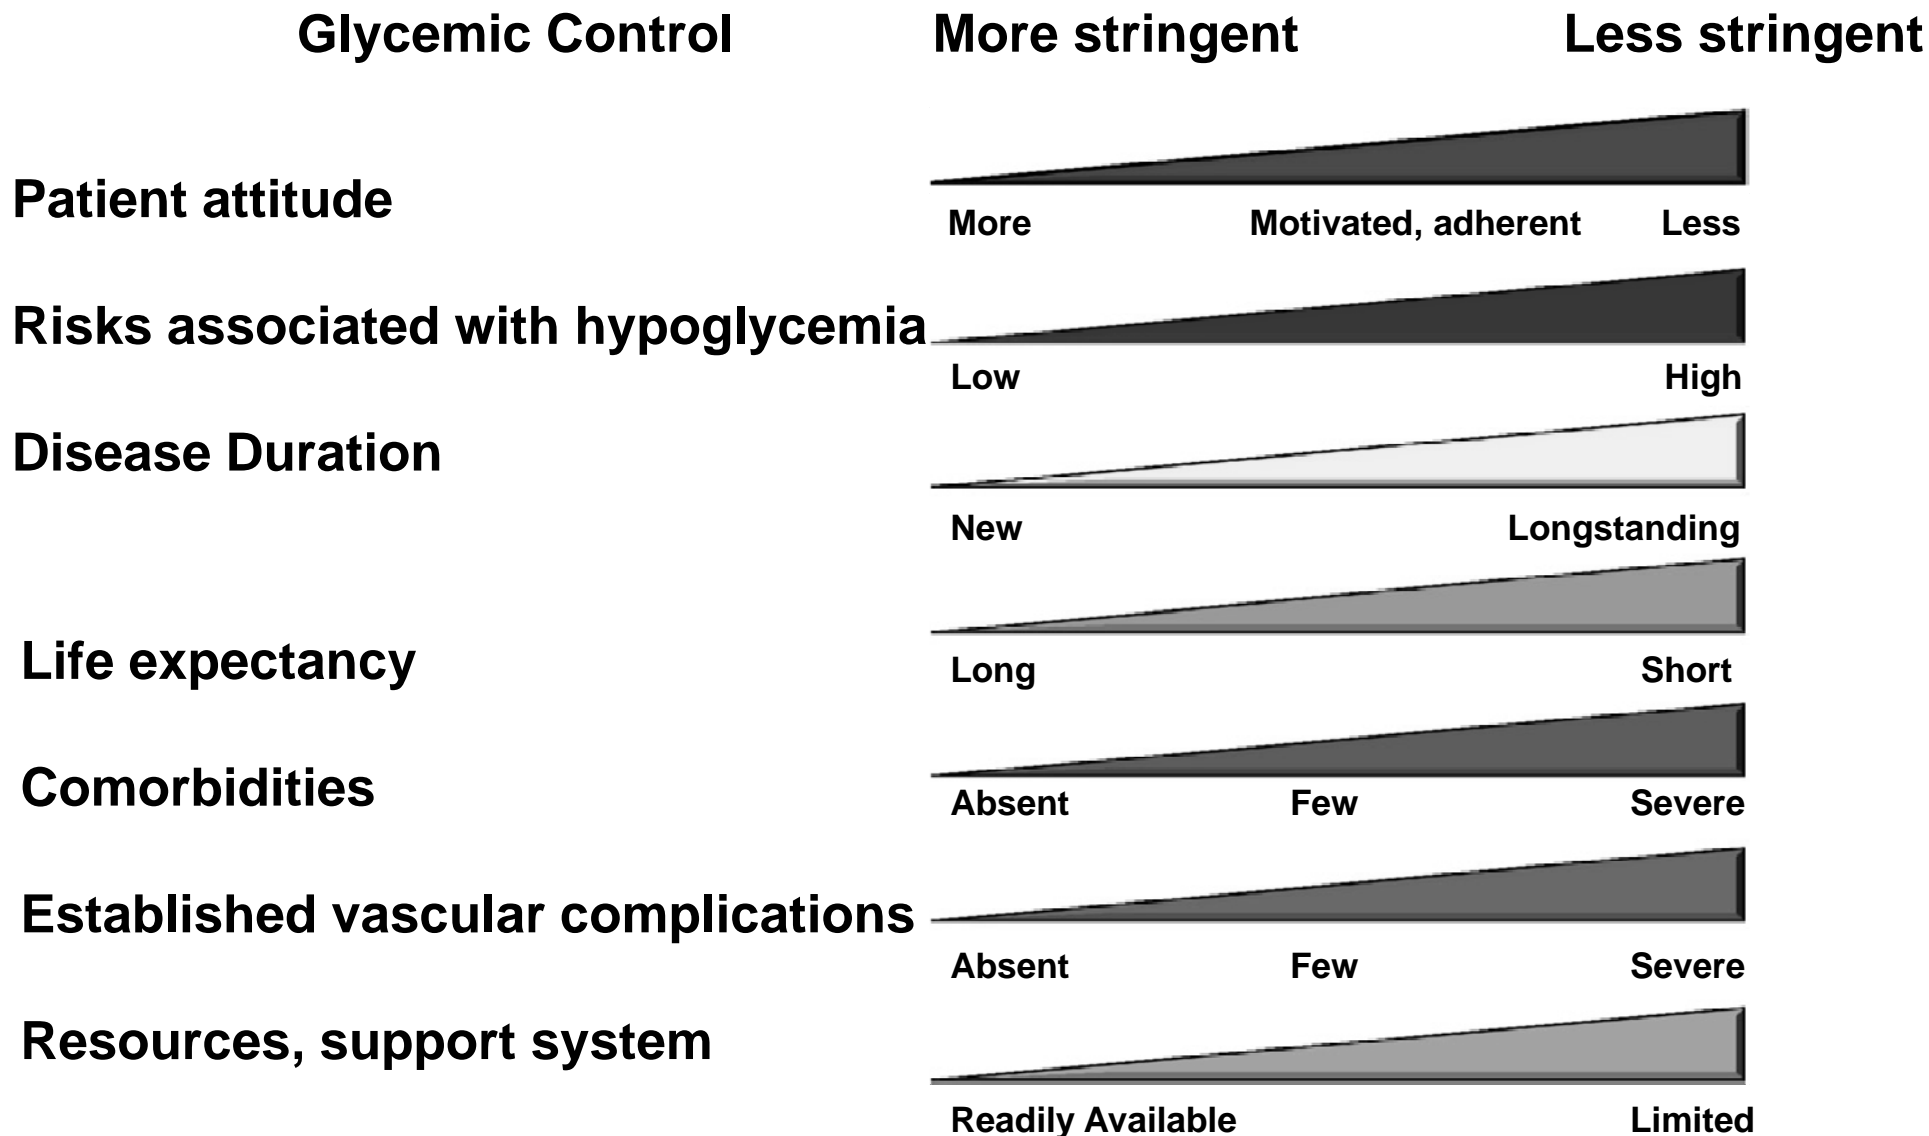 Glycemic Control More stringent Less stringent
Patient attitude
More Motivated, adherent Less
Risks associated with hypoglycemia
Low High
Disease Duration
New Longstanding
Life expectancy
Long Short
Comorbidities
Absent Few Severe
Established vascular complications
Absent Few Severe
Resources, support system
Readily Available Limited